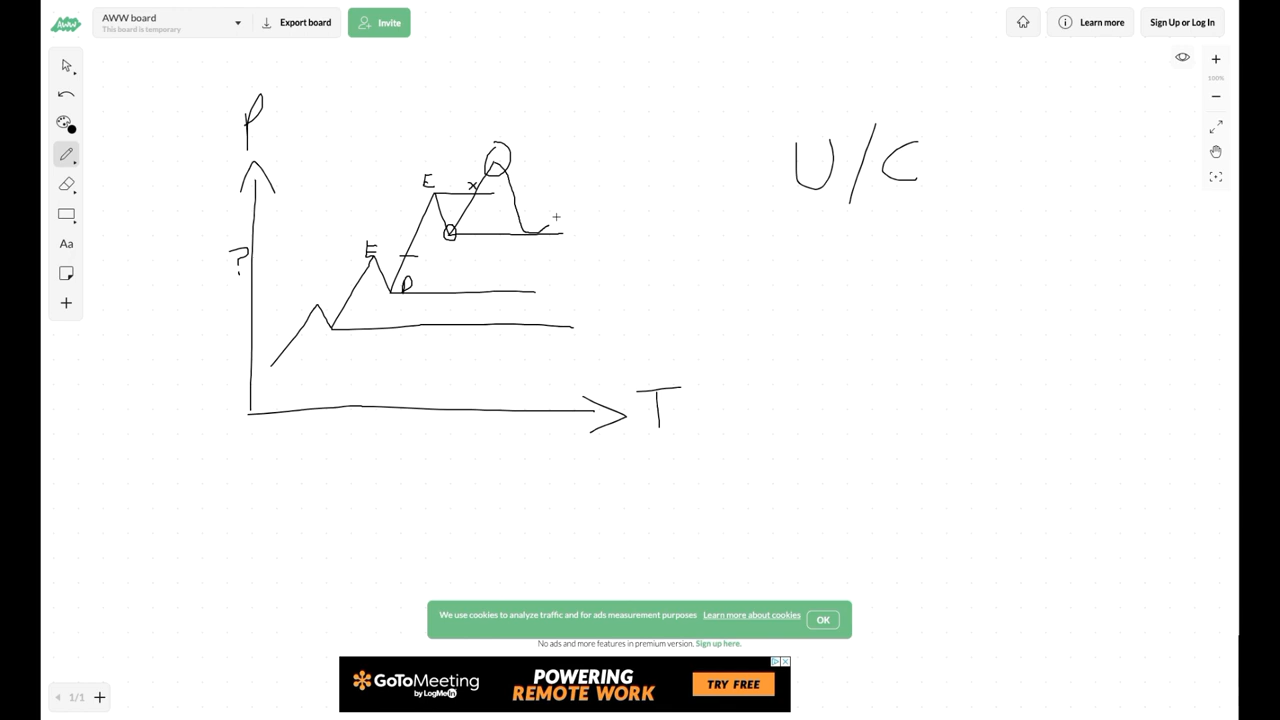 AWW board
This board is temporary
Export board
Invite
Learn more
Sign Up or Log In
100%
P
U/C
E
x
E
?
D
T
Aa
We use cookies to analyze traffic and for ads measurement purposes Learn more about cookies OK
No ads and more features in premium version. Sign up here.
GoToMeeting
by LogMeIn
POWERING
REMOTE WORK
TRY FREE
1/1